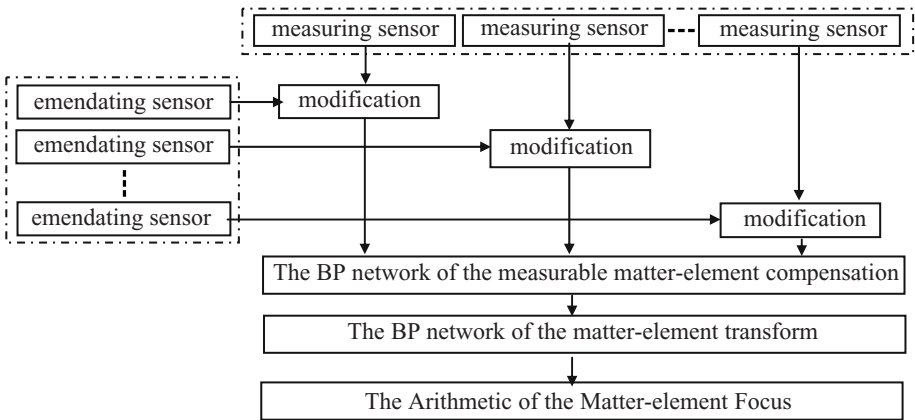 measuring sensor
measuring sensor
measuring sensor
emendating sensor
modification
emendating sensor
modification
emendating sensor
modification
The BP network of the measurable matter-element compensation
The BP network of the matter-element transform
The Arithmetic of the Matter-element Focus